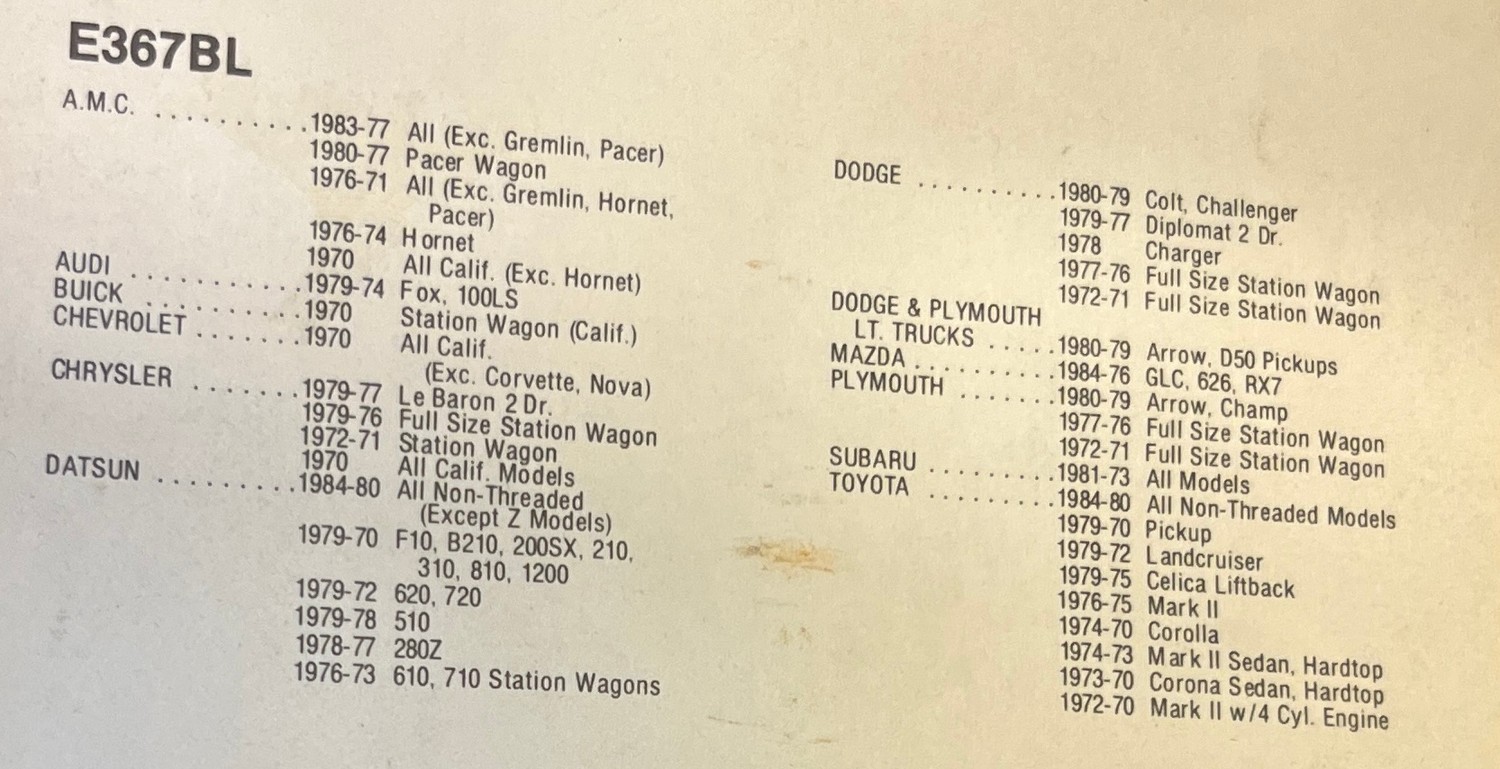 E367BL
A.M.C. ..........1983-77 All (Exc. Gremlin, Pacer)
1980-77 Pacer Wagon
1976-71 All (Exc. Gremlin, Hornet,
Pacer)
1976-74 Hornet
1970 All Calif. (Exc. Hornet)
AUDI ............1979-74 Fox, 100LS
BUICK ...........1970 Station Wagon (Calif.)
CHEVROLET .......1970 All Calif.
(Exc. Corvette, Nova)
CHRYSLER .......1979-77 Le Baron 2 Dr.
1979-76 Full Size Station Wagon
1972-71 Station Wagon
1970 All Calif. Models
DATSUN ..........1984-80 All Non-Threaded
(Except Z Models)
1979-70 F10, B210, 200SX, 210,
310, 810, 1200
1979-72 620, 720
1979-78 510
1978-77 280Z
1976-73 610, 710 Station Wagons
DODGE ..........1980-79 Colt, Challenger
1979-77 Diplomat 2 Dr.
1978 Charger
1977-76 Full Size Station Wagon
1972-71 Full Size Station Wagon
DODGE & PLYMOUTH
LT. TRUCKS .....1980-79 Arrow, D50 Pickups
MAZDA ..........1984-76 GLC, 626, RX7
PLYMOUTH .......1980-79 Arrow, Champ
1977-76 Full Size Station Wagon
1972-71 Full Size Station Wagon
SUBARU .........1981-73 All Models
TOYOTA .........1984-80 All Non-Threaded Models
1979-70 Pickup
1979-72 Landcruiser
1979-75 Celica Liftback
1976-75 Mark II
1974-70 Corolla
1974-73 Mark II Sedan, Hardtop
1973-70 Corona Sedan, Hardtop
1972-70 Mark II w/4 Cyl. Engine